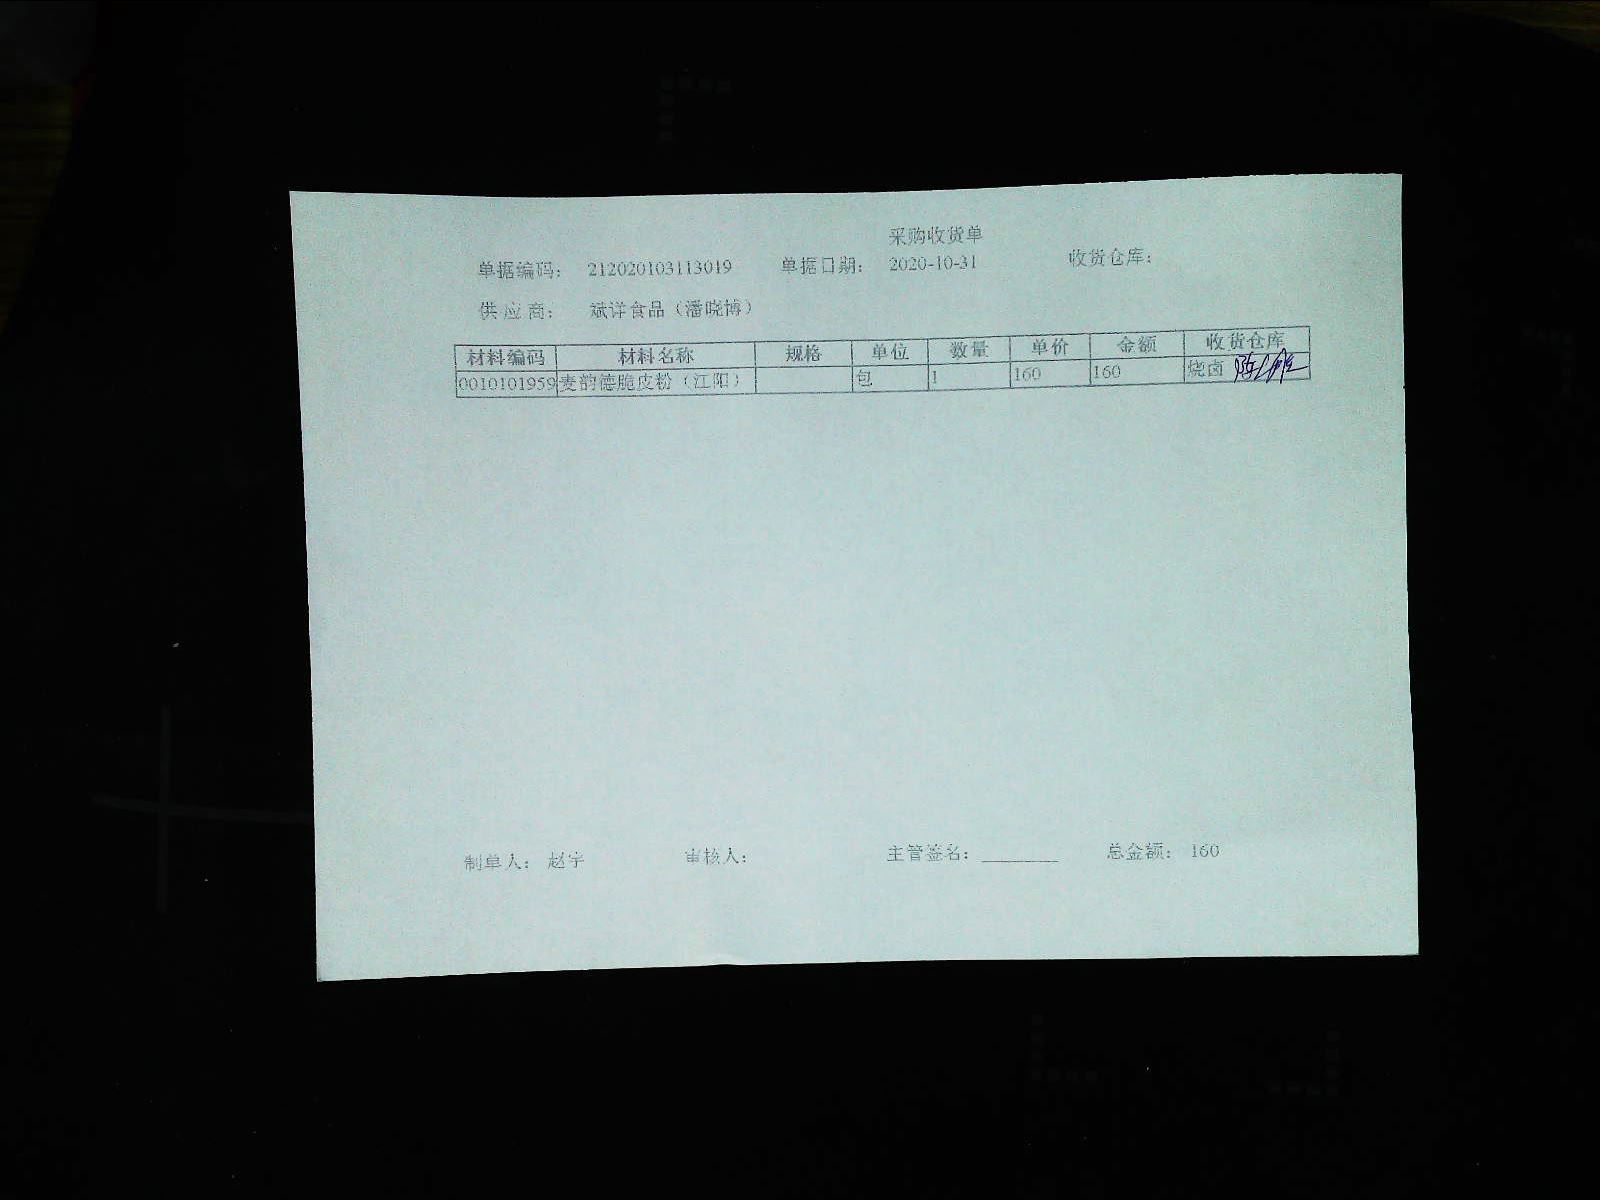 采购收货单
单据编码： 212020103113019 单据日期： 2020-10-31 收货仓库：
供应商： 斌详食品（潘晓博）
材料编码 材料名称 规格 单位 数量 单价 金额 收货仓库
0010101959 麦韵德脆皮粉（江阳） 包 1 160 160 烧卤
制单人： 赵宇 审核人： 主管签名：________ 总金额： 160